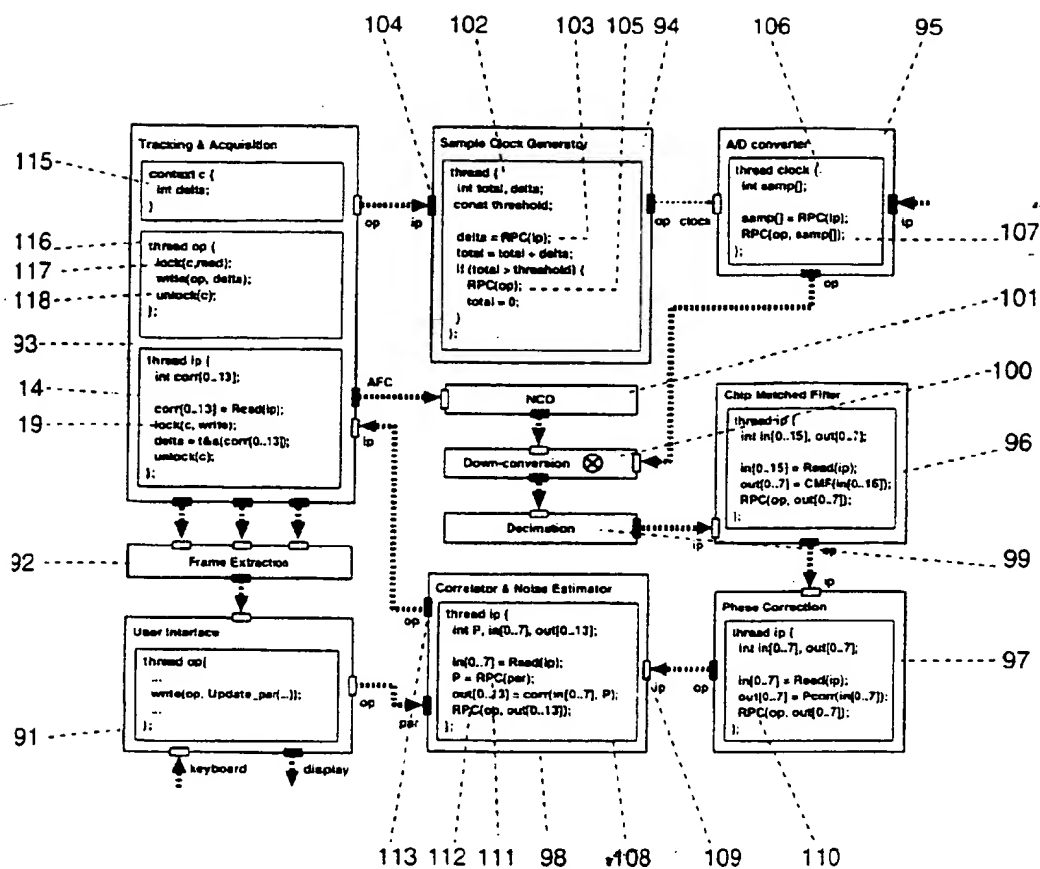 104
102
103
105
94
106
95
Tracking & Acquisition
115
context c {
int delta;
}
116
thread op {
117
lock(c,read);
write(op, delta);
118
unlock(c);
};
93
thread ip {
int corr[0..13];
14
corr[0..13] = Read(ip);
19
lock(c, write);
delta = t&a(corr[0..13]);
unlock(c);
};
op
ip
Sample Clock Generator
thread {
int total, delta;
const threshold;
delta = RPC(ip);
total = total + delta;
if (total > threshold) {
RPC(op);
total = 0;
}
};
op
clock
A/D converter
thread clock {
int samp[];
samp[] = RPC(ip);
RPC(op, samp[]);
};
ip
107
op
101
100
AFC
ip
NCO
Down-conversion
Decimation
ip
99
Chip Matched Filter
thread ip {
int in[0..15], out[0..7];
96
in[0..15] = Read(ip);
out[0..7] = CMF(in[0..15]);
RPC(op, out[0..7]);
};
op
ip
92
Frame Extraction
User Interface
thread op{
...
write(op, Update_par(...));
...
};
91
op
par
keyboard
display
Correlator & Noise Estimator
op
thread ip {
int P, in[0..7], out[0..13];
in[0..7] = Read(ip);
P = RPC(par);
out[0..13] = corr(in[0..7], P);
RPC(op, out[0..13]);
};
ip
op
Phase Correction
thread ip {
int in[0..7], out[0..7];
97
in[0..7] = Read(ip);
out[0..7] = Pcorr(in[0..7]);
RPC(op, out[0..7]);
};
113
112
111
98
108
109
110